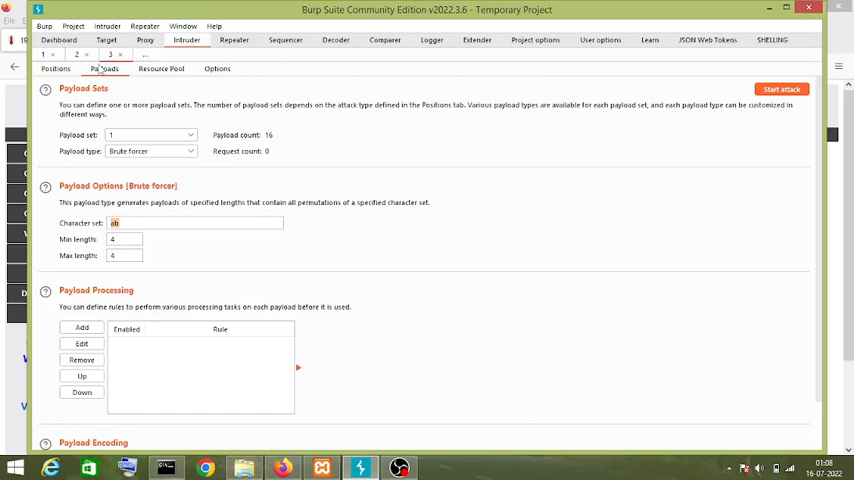 Burp Suite Community Edition v2022.3.6 - Temporary Project
Burp Project Intruder Repeater Window Help
Dashboard Target Proxy Intruder Repeater Sequencer Decoder Comparer Logger Extender Project options User options Learn JSON Web Tokens SHELLING
1 × 2 × 3 × ...
Positions Payloads Resource Pool Options
Payload Sets
Start attack
You can define one or more payload sets. The number of payload sets depends on the attack type defined in the Positions tab. Various payload types are available for each payload set, and each payload type can be customized in
different ways.
Payload set: 1 Payload count: 16
Payload type: Brute forcer Request count: 0
Payload Options [Brute forcer]
This payload type generates payloads of specified lengths that contain all permutations of a specified character set.
Character set: ab
Min length: 4
Max length: 4
Payload Processing
You can define rules to perform various processing tasks on each payload before it is used.
Add Enabled Rule
Edit
Remove
Up
Down
Payload Encoding
01:08
16-07-2022